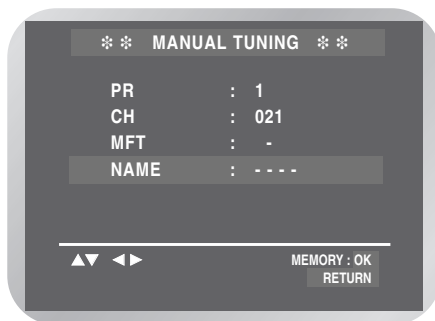 ❇❇ MANUAL TUNING ❇❇
PR : 1
CH : 021
MFT : -
NAME : - - - -
▲▼ ◄► MEMORY : OK
RETURN